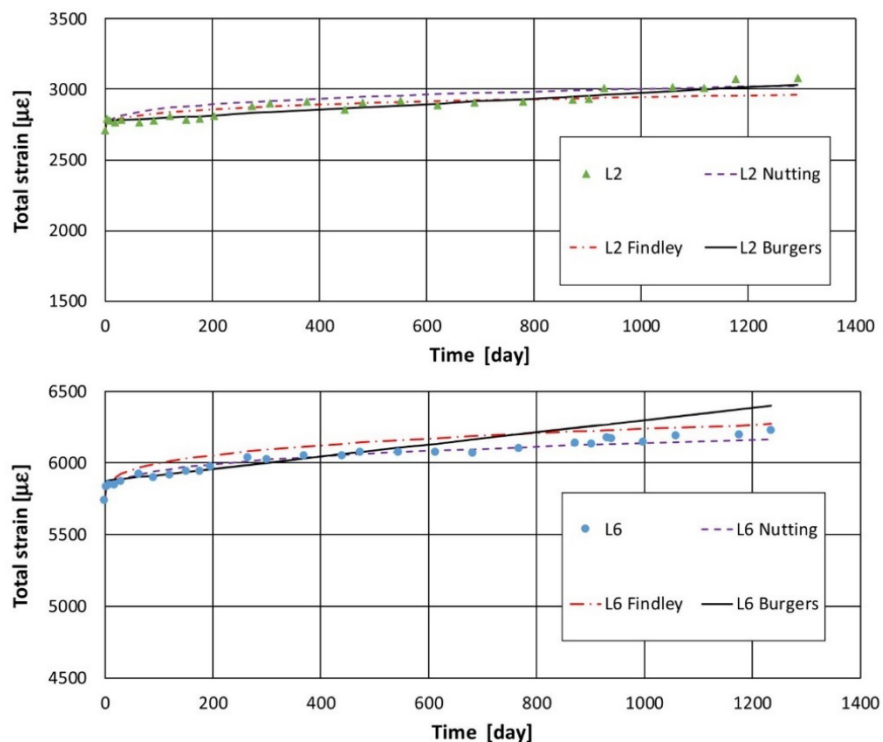 3500
3000
2500
2000
1500
Total strain [με]
L2
L2 Nutting
L2 Findley
L2 Burgers
0
200
400
600
800
1000
1200
1400
Time [day]
6500
6000
5500
5000
4500
Total strain [με]
L6
L6 Nutting
L6 Findley
L6 Burgers
0
200
400
600
800
1000
1200
1400
Time [day]